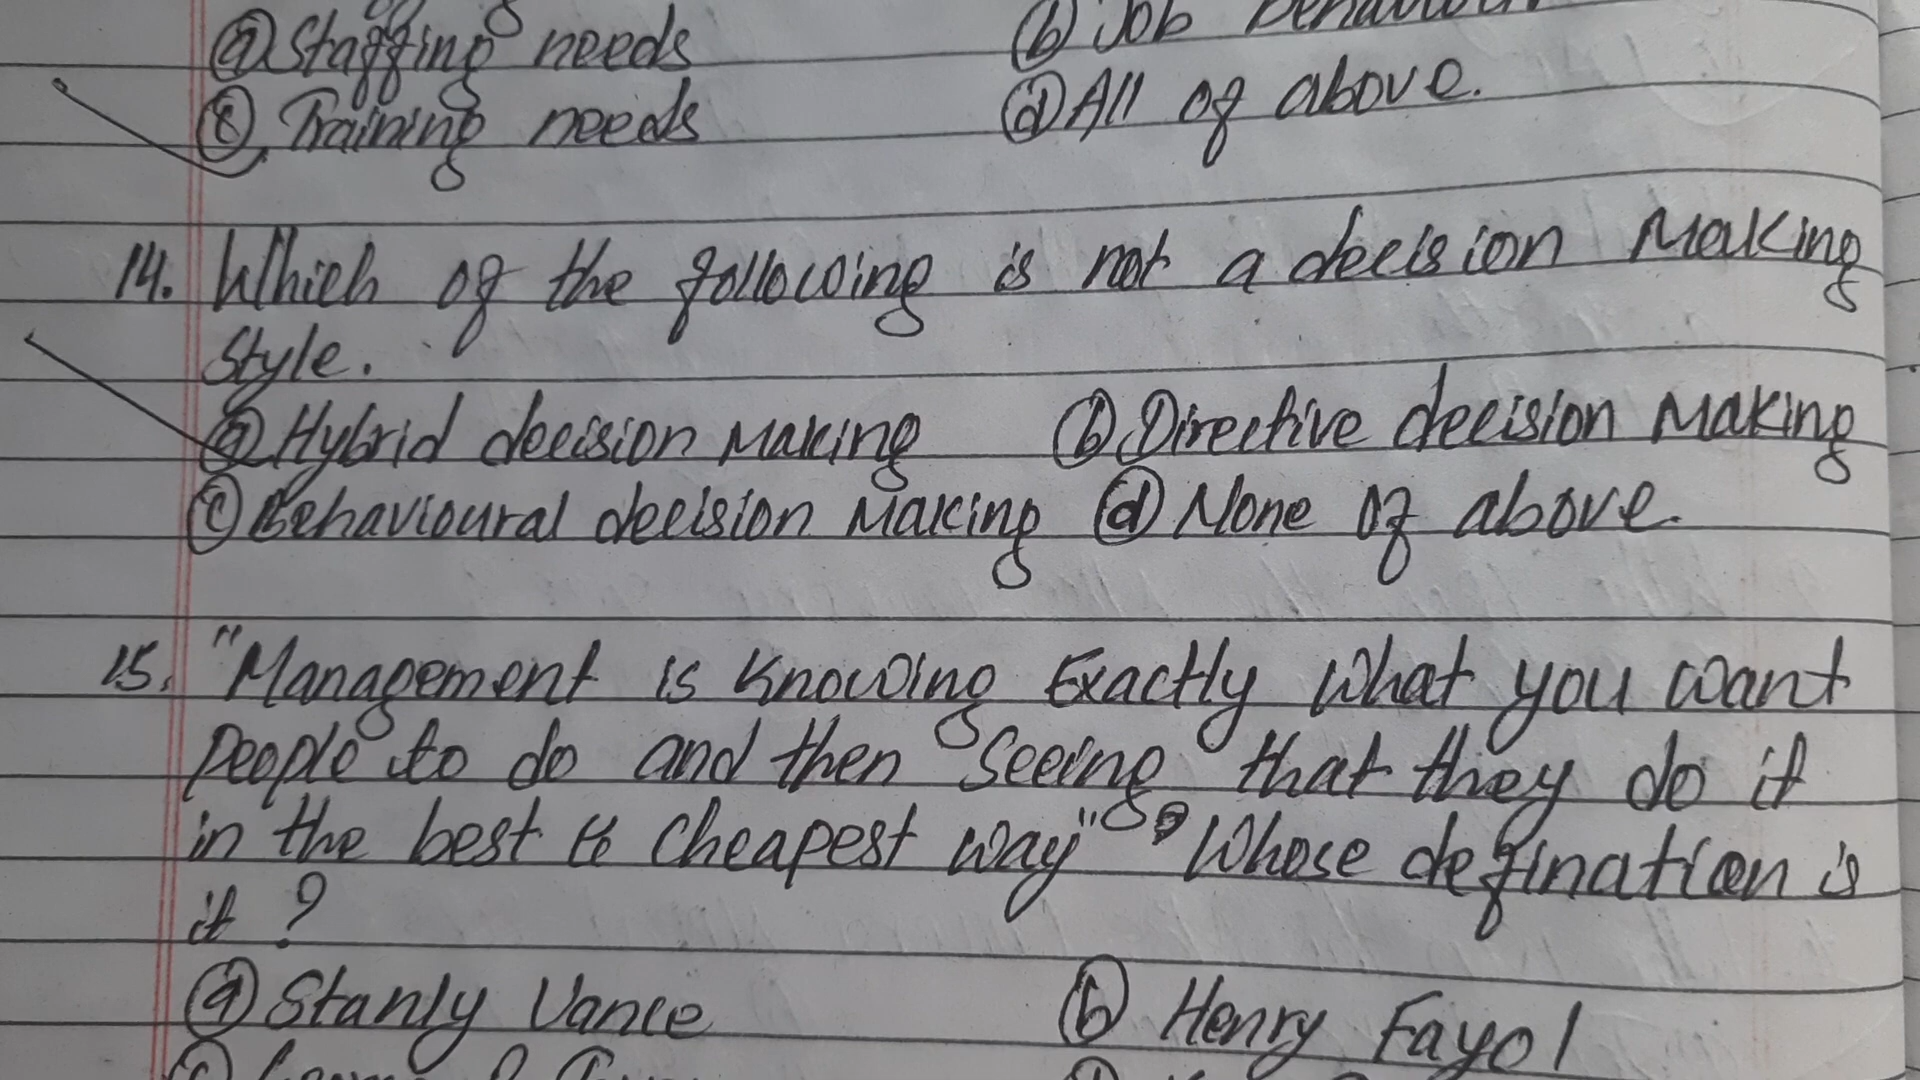 (a) Staffing needs (b) Job
(c) Training needs (d) All of above.
14. Which of the following is not a decision Making
Style.
(a) Hybrid decision Making (b) Directive decision Making
(c) Behavioural decision Making (d) None of above.
15. "Management is Knowing Exactly What you want
people to do and then Seeing that they do it
in the best & cheapest way", Whose defination is
it ?
(a) Stanly Vance (b) Henry Fayol